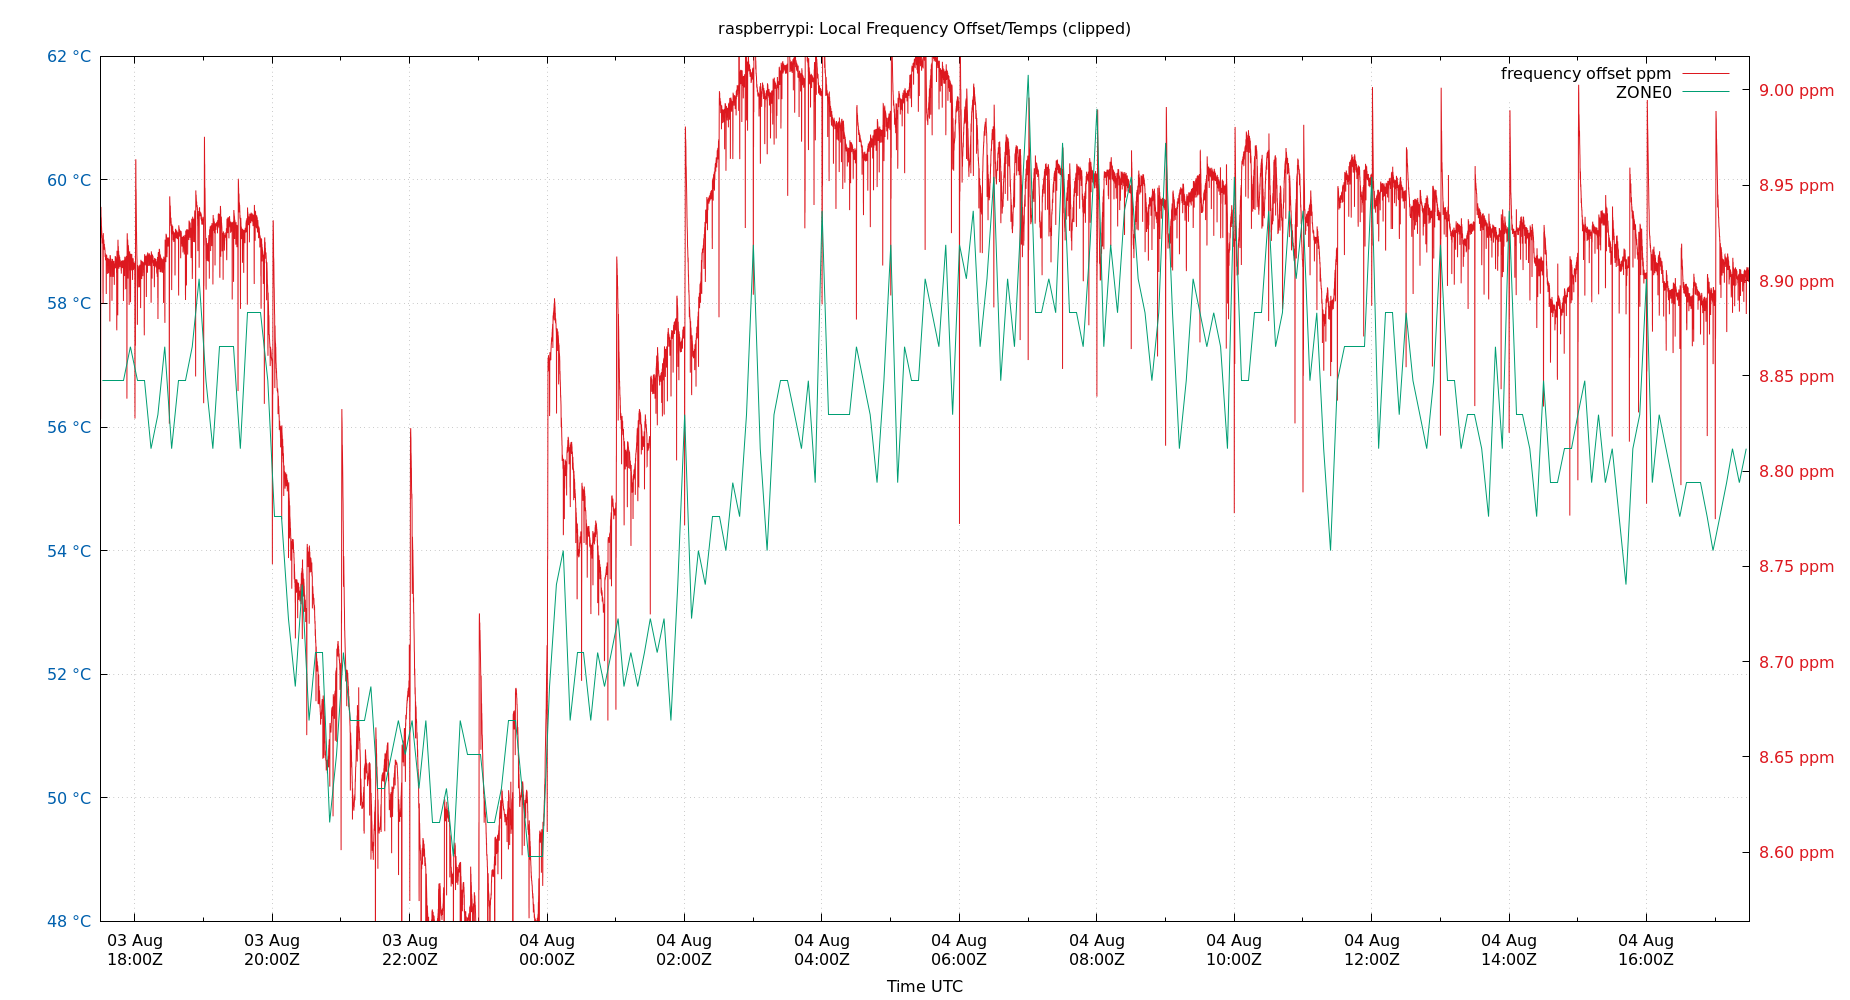 raspberrypi: Local Frequency Offset/Temps (clipped)
frequency offset ppm
ZONE0
62 °C
60 °C
58 °C
56 °C
54 °C
52 °C
50 °C
48 °C
9.00 ppm
8.95 ppm
8.90 ppm
8.85 ppm
8.80 ppm
8.75 ppm
8.70 ppm
8.65 ppm
8.60 ppm
03 Aug
18:00Z
03 Aug
20:00Z
03 Aug
22:00Z
04 Aug
00:00Z
04 Aug
02:00Z
04 Aug
04:00Z
04 Aug
06:00Z
04 Aug
08:00Z
04 Aug
10:00Z
04 Aug
12:00Z
04 Aug
14:00Z
04 Aug
16:00Z
Time UTC